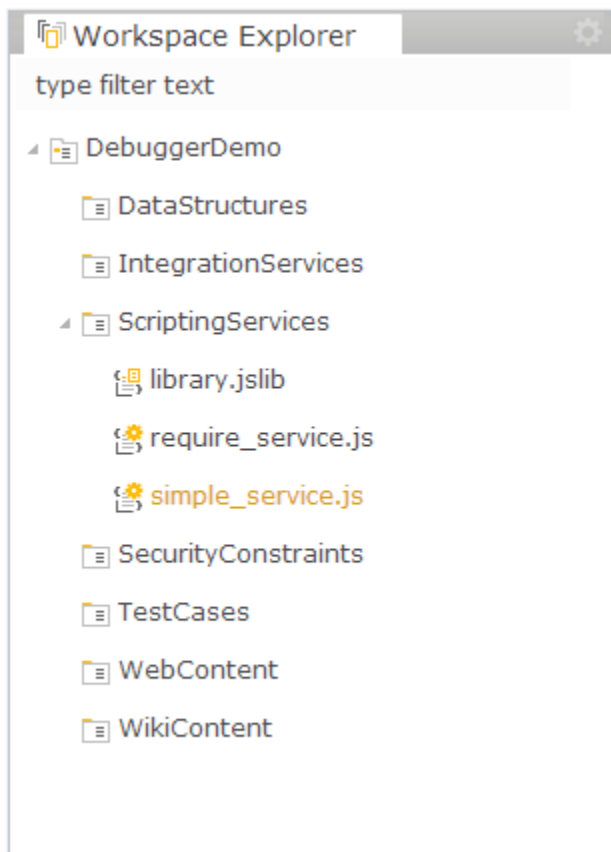 Workspace Explorer
type filter text
DebuggerDemo
DataStructures
IntegrationServices
ScriptingServices
library.jslib
require_service.js
simple_service.js
SecurityConstraints
TestCases
WebContent
WikiContent